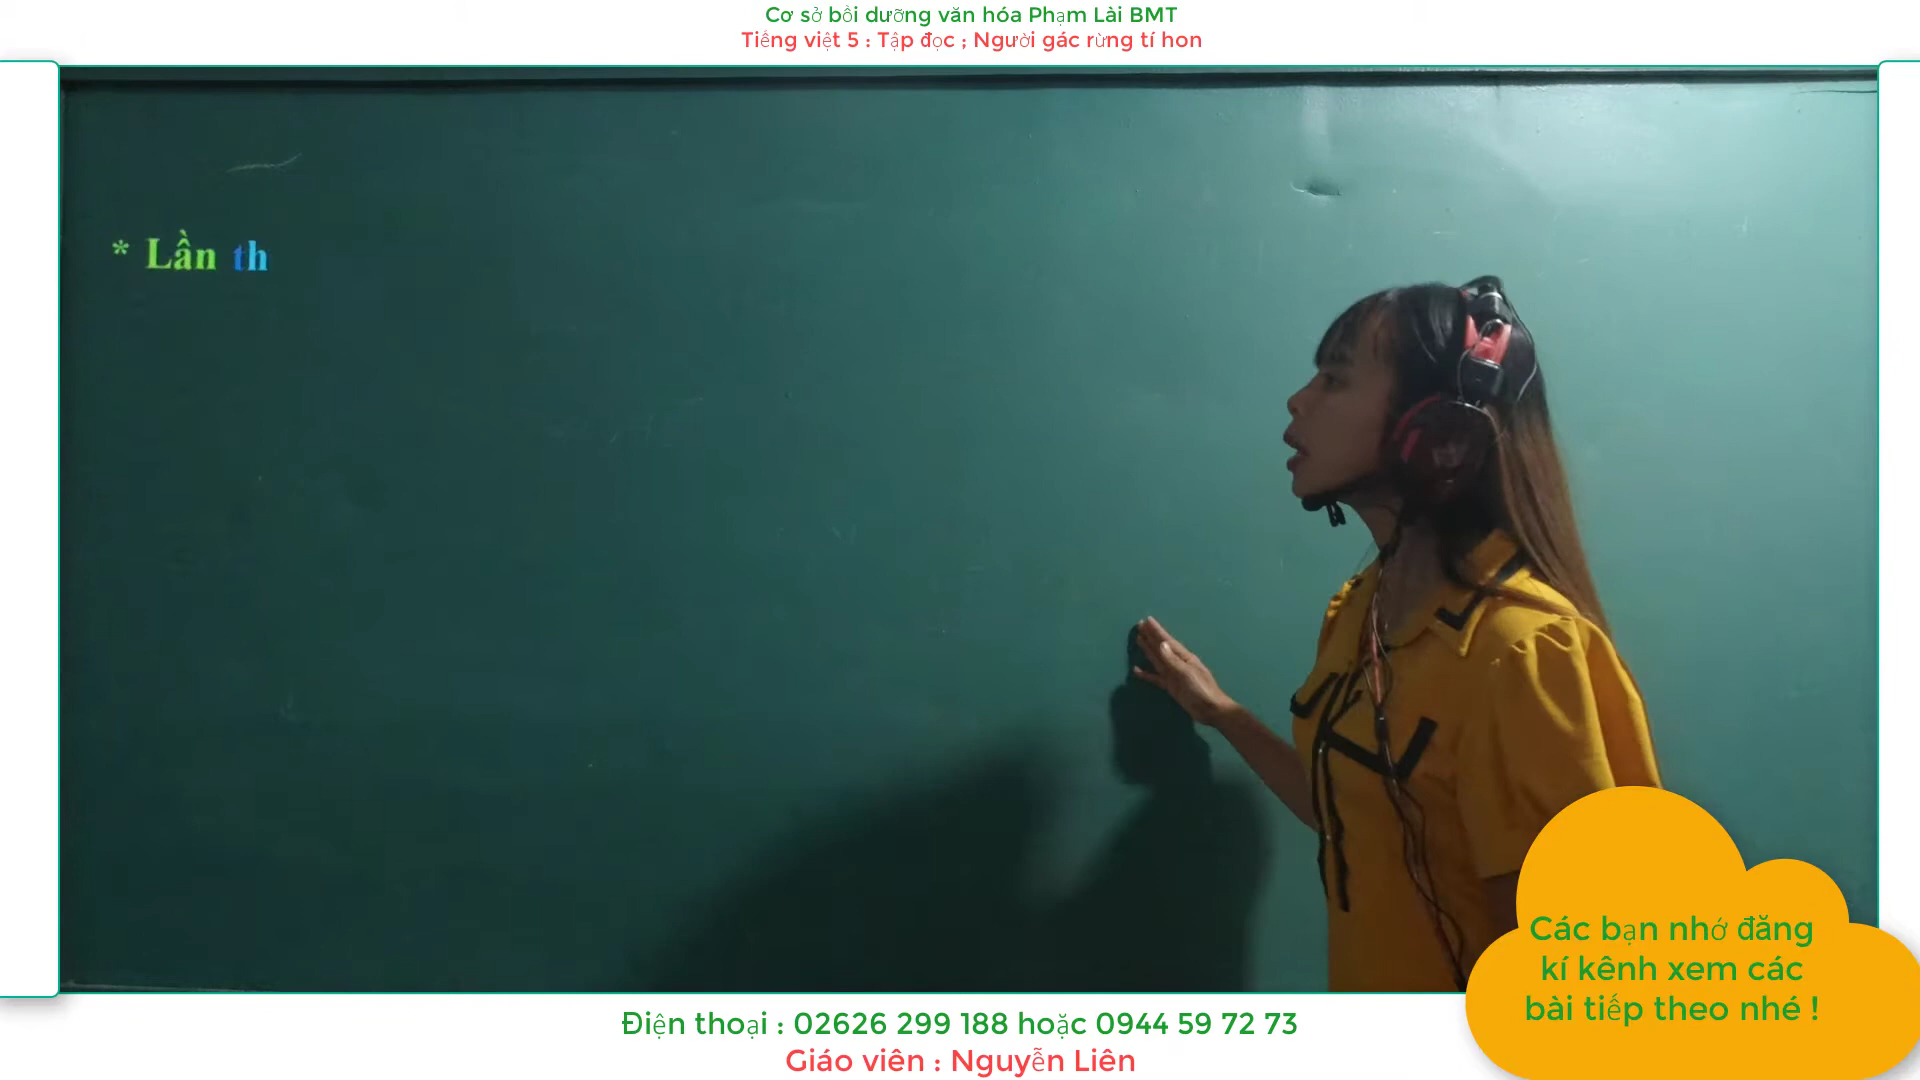 Cơ sở bồi dưỡng văn hóa Phạm Lài BMT
Tiếng việt 5 : Tập đọc ; Người gác rừng tí hon
* Lần th
Các bạn nhớ đăng
kí kênh xem các
bài tiếp theo nhé !
Điện thoại : 02626 299 188 hoặc 0944 59 72 73
Giáo viên : Nguyễn Liên